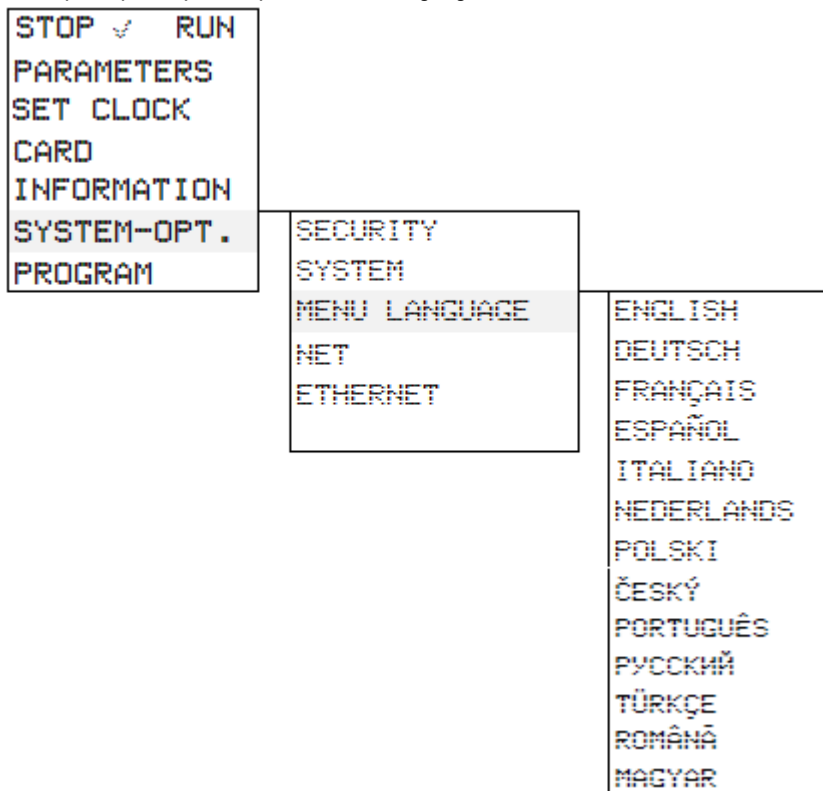 STOP √ RUN
PARAMETERS
SET CLOCK
CARD
INFORMATION
SYSTEM-OPT.
PROGRAM
SECURITY
SYSTEM
MENU LANGUAGE
NET
ETHERNET
ENGLISH
DEUTSCH
FRANÇAIS
ESPAÑOL
ITALIANO
NEDERLANDS
POLSKI
ČESKÝ
PORTUGUÊS
РУССКИЙ
TÜRKÇE
ROMÂNÃ
MAGYAR